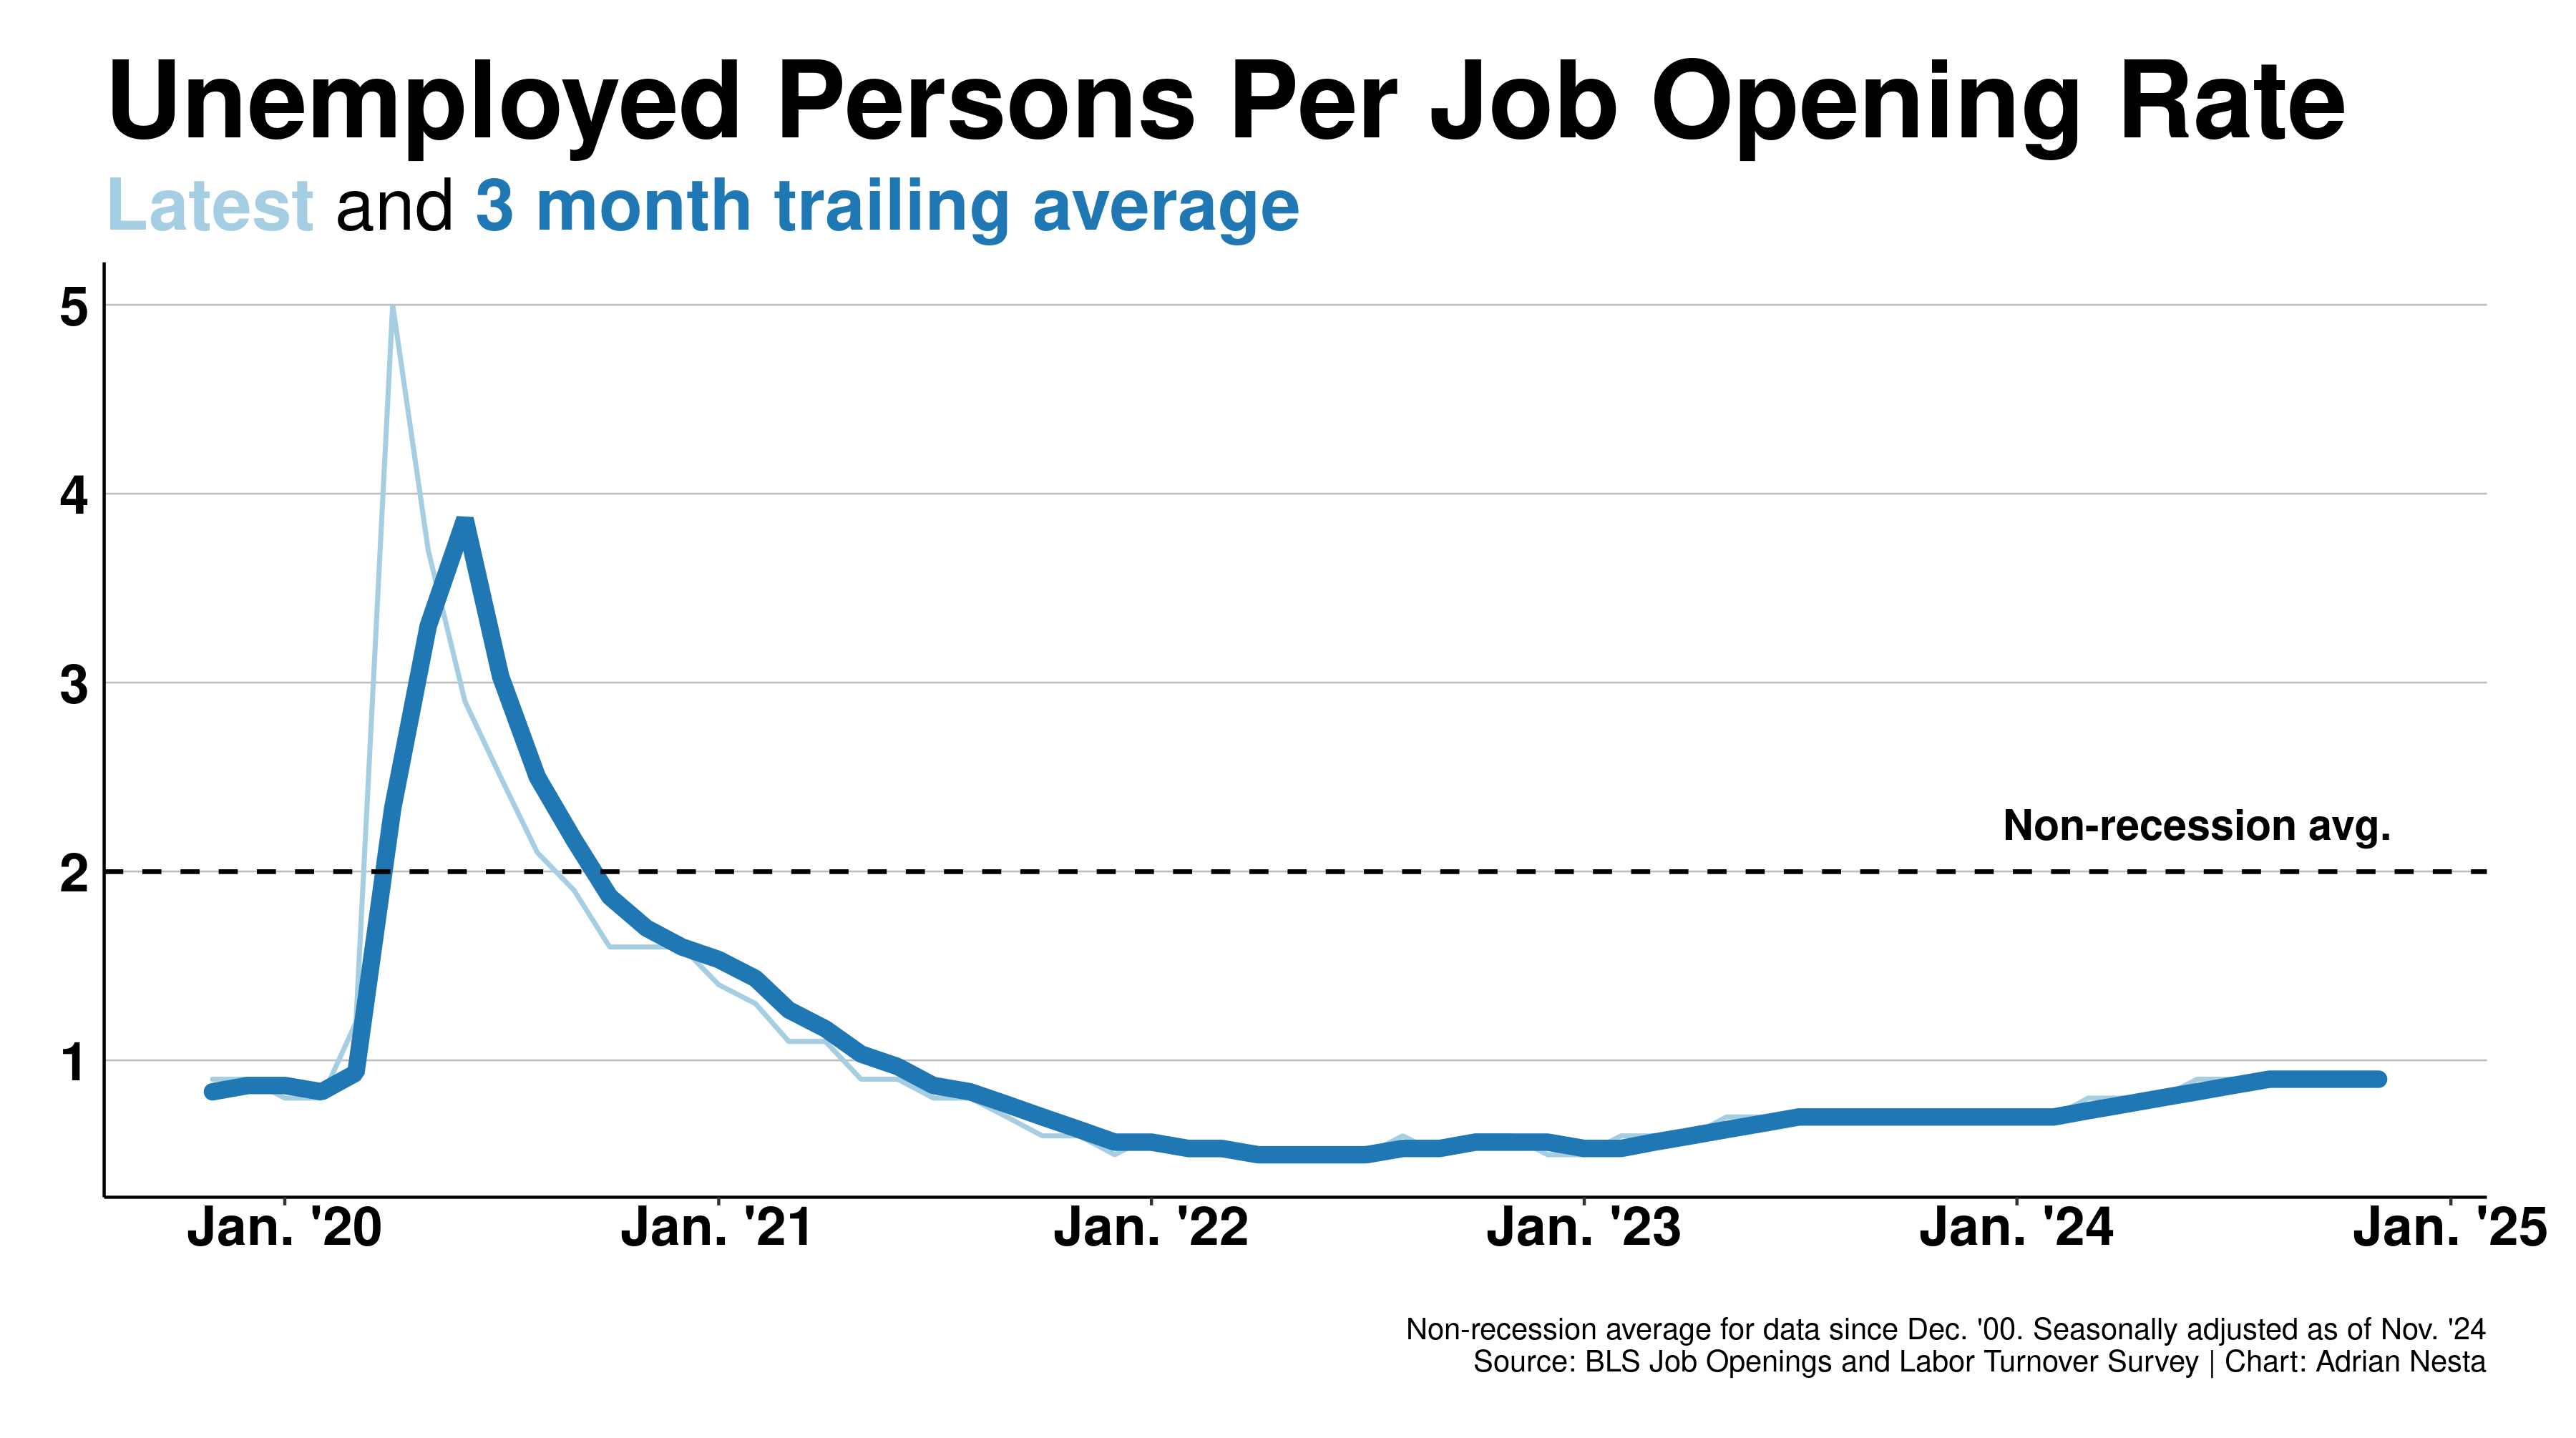 Unemployed Persons Per Job Opening Rate
Latest and 3 month trailing average
5
4
3
2
1
Non-recession avg.
Jan. '20 Jan. '21 Jan. '22 Jan. '23 Jan. '24 Jan. '25
Non-recession average for data since Dec. '00. Seasonally adjusted as of Nov. '24
Source: BLS Job Openings and Labor Turnover Survey | Chart: Adrian Nesta